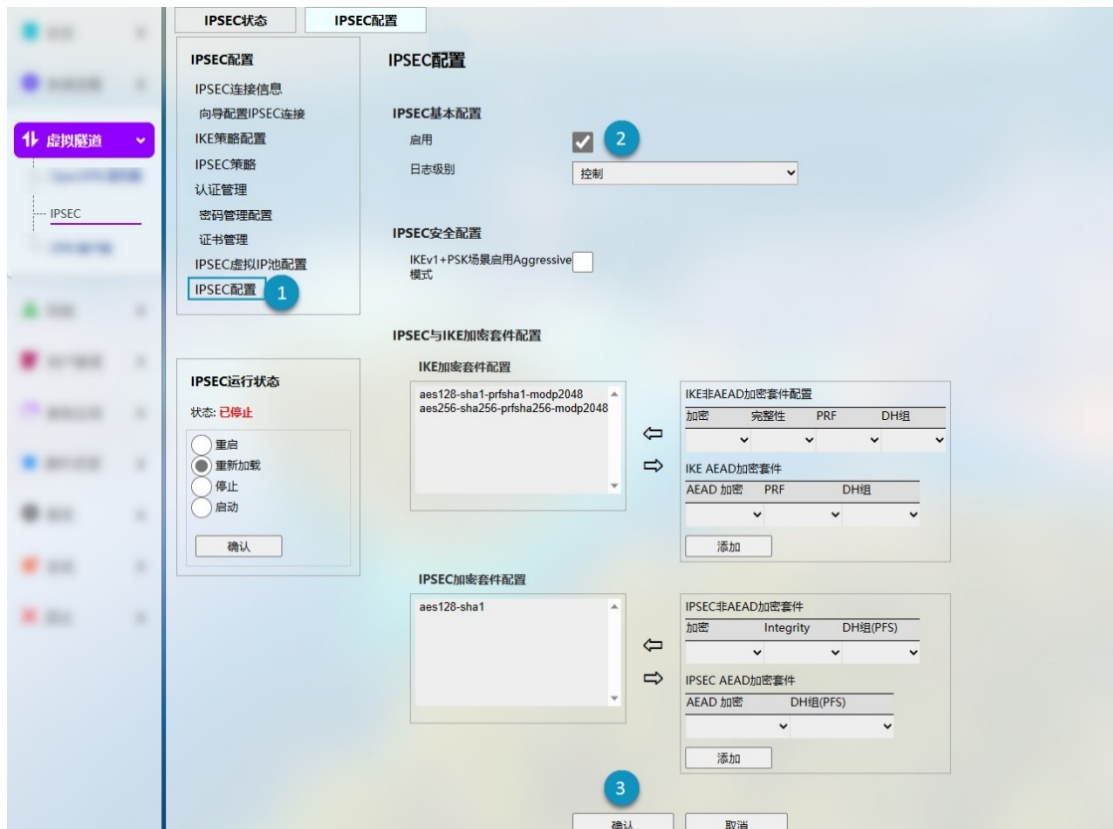 IPSEC状态
IPSEC配置
虚拟隧道
IPSEC
IPSEC配置
IPSEC连接信息
向导配置IPSEC连接
IKE策略配置
IPSEC策略
认证管理
密码管理配置
证书管理
IPSEC虚拟IP池配置
IPSEC配置
1
IPSEC运行状态
状态: 已停止
重启
重新加载
停止
启动
确认
IPSEC配置
IPSEC基本配置
启用
2
日志级别
控制
IPSEC安全配置
IKEv1+PSK场景启用Aggressive
模式
IPSEC与IKE加密套件配置
IKE加密套件配置
aes128-sha1-prfsha1-modp2048
aes256-sha256-prfsha256-modp2048
IKE非AEAD加密套件配置
加密 完整性 PRF DH组
IKE AEAD加密套件
AEAD 加密 PRF DH组
添加
IPSEC加密套件配置
aes128-sha1
IPSEC非AEAD加密套件
加密 Integrity DH组(PFS)
IPSEC AEAD加密套件
AEAD 加密 DH组(PFS)
添加
3
确认
取消